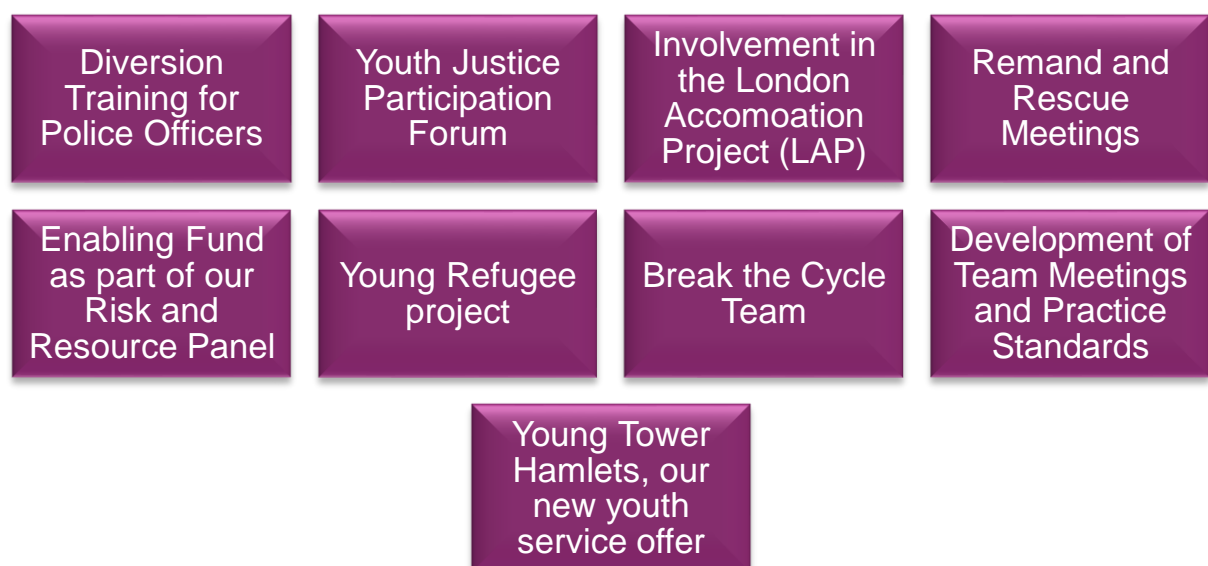 Diversion
Training for
Police Officers
Youth Justice
Participation
Forum
Involvement in
the London
Accomoation
Project (LAP)
Remand and
Rescue
Meetings
Enabling Fund
as part of our
Risk and
Resource Panel
Young Refugee
project
Break the Cycle
Team
Development of
Team Meetings
and Practice
Standards
Young Tower
Hamlets, our
new youth
service offer